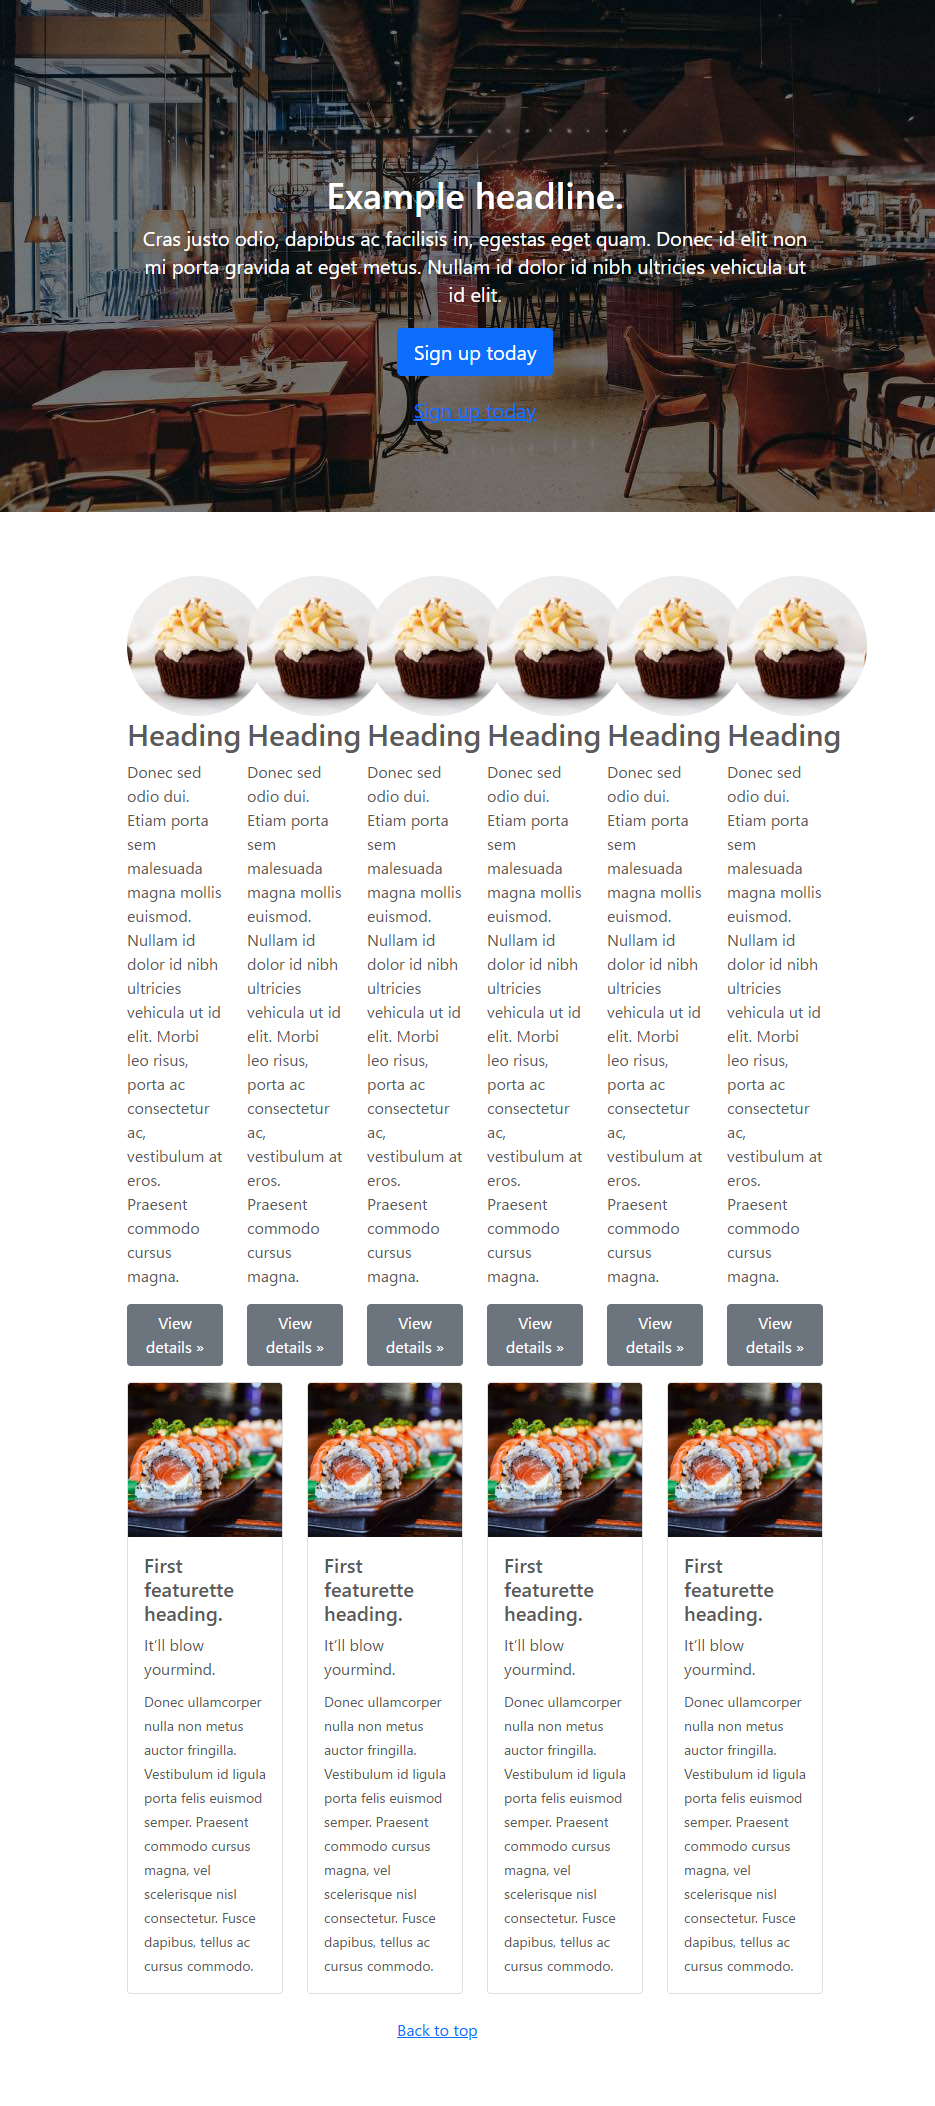 Example headline.
Cras justo odio, dapibus ac facilisis in, egestas eget quam. Donec id elit non
mi porta gravida at eget metus. Nullam id dolor id nibh ultricies vehicula ut
id elit.
Sign up today
Sign up today
Heading
Donec sed
odio dui.
Etiam porta
sem
malesuada
magna mollis
euismod.
Nullam id
dolor id nibh
ultricies
vehicula ut id
elit. Morbi
leo risus,
porta ac
consectetur
ac,
vestibulum at
eros.
Praesent
commodo
cursus
magna.
View
details »
Heading
Donec sed
odio dui.
Etiam porta
sem
malesuada
magna mollis
euismod.
Nullam id
dolor id nibh
ultricies
vehicula ut id
elit. Morbi
leo risus,
porta ac
consectetur
ac,
vestibulum at
eros.
Praesent
commodo
cursus
magna.
View
details »
Heading
Donec sed
odio dui.
Etiam porta
sem
malesuada
magna mollis
euismod.
Nullam id
dolor id nibh
ultricies
vehicula ut id
elit. Morbi
leo risus,
porta ac
consectetur
ac,
vestibulum at
eros.
Praesent
commodo
cursus
magna.
View
details »
Heading
Donec sed
odio dui.
Etiam porta
sem
malesuada
magna mollis
euismod.
Nullam id
dolor id nibh
ultricies
vehicula ut id
elit. Morbi
leo risus,
porta ac
consectetur
ac,
vestibulum at
eros.
Praesent
commodo
cursus
magna.
View
details »
Heading
Donec sed
odio dui.
Etiam porta
sem
malesuada
magna mollis
euismod.
Nullam id
dolor id nibh
ultricies
vehicula ut id
elit. Morbi
leo risus,
porta ac
consectetur
ac,
vestibulum at
eros.
Praesent
commodo
cursus
magna.
View
details »
Heading
Donec sed
odio dui.
Etiam porta
sem
malesuada
magna mollis
euismod.
Nullam id
dolor id nibh
ultricies
vehicula ut id
elit. Morbi
leo risus,
porta ac
consectetur
ac,
vestibulum at
eros.
Praesent
commodo
cursus
magna.
View
details »
First
featurette
heading.
It’ll blow
yourmind.
Donec ullamcorper
nulla non metus
auctor fringilla.
Vestibulum id ligula
porta felis euismod
semper. Praesent
commodo cursus
magna, vel
scelerisque nisl
consectetur. Fusce
dapibus, tellus ac
cursus commodo.
First
featurette
heading.
It’ll blow
yourmind.
Donec ullamcorper
nulla non metus
auctor fringilla.
Vestibulum id ligula
porta felis euismod
semper. Praesent
commodo cursus
magna, vel
scelerisque nisl
consectetur. Fusce
dapibus, tellus ac
cursus commodo.
First
featurette
heading.
It’ll blow
yourmind.
Donec ullamcorper
nulla non metus
auctor fringilla.
Vestibulum id ligula
porta felis euismod
semper. Praesent
commodo cursus
magna, vel
scelerisque nisl
consectetur. Fusce
dapibus, tellus ac
cursus commodo.
First
featurette
heading.
It’ll blow
yourmind.
Donec ullamcorper
nulla non metus
auctor fringilla.
Vestibulum id ligula
porta felis euismod
semper. Praesent
commodo cursus
magna, vel
scelerisque nisl
consectetur. Fusce
dapibus, tellus ac
cursus commodo.
Back to top